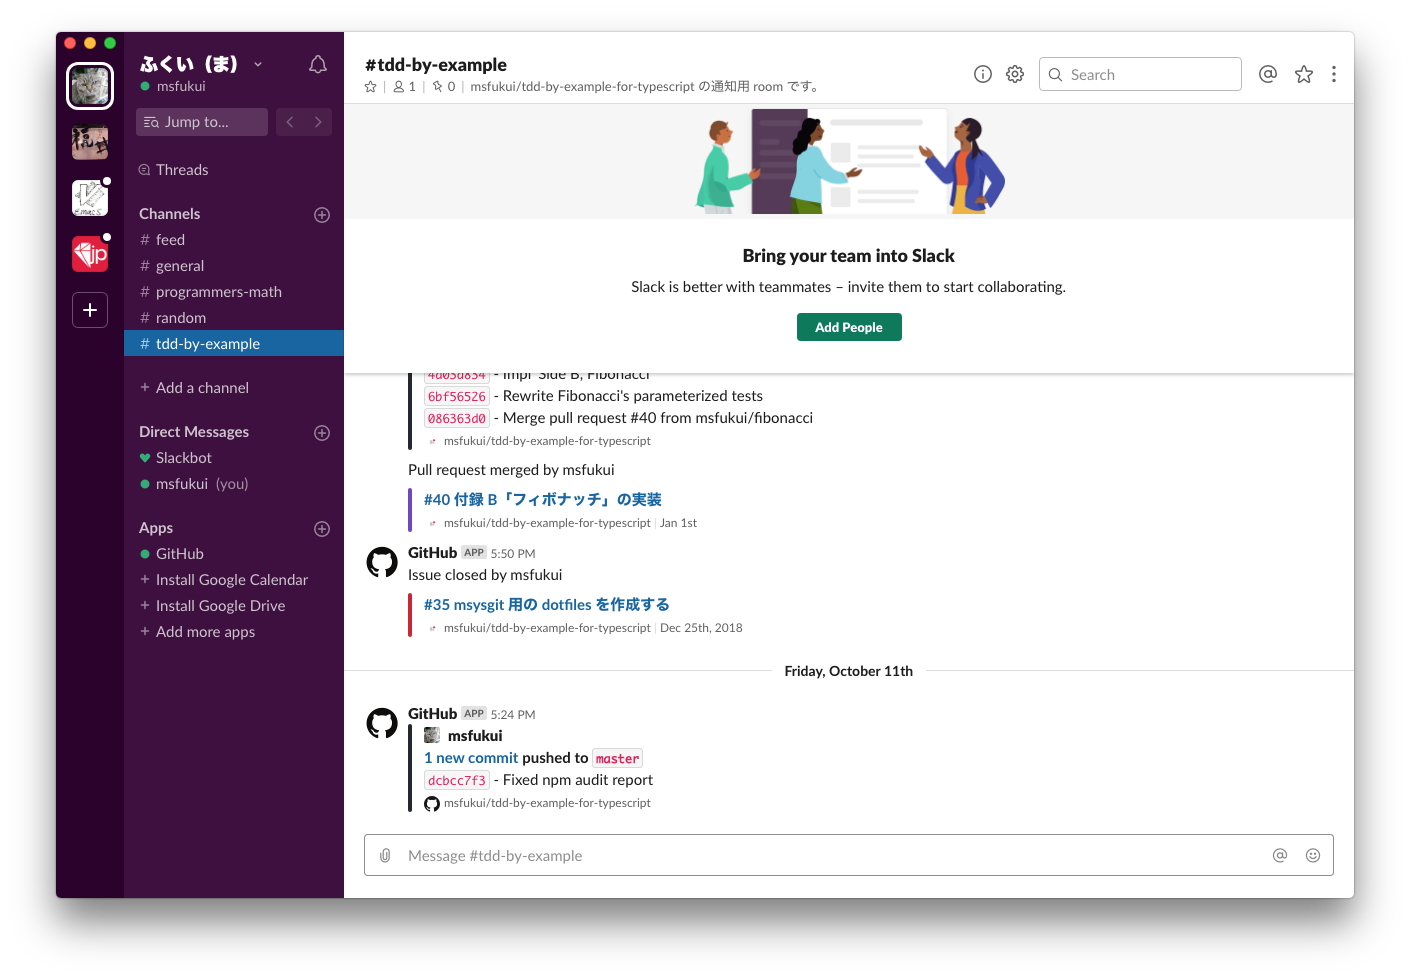 ふくい（ま）
msfukui
Jump to...
Threads
Channels
# feed
# general
# programmers-math
# random
# tdd-by-example
+ Add a channel
Direct Messages
Slackbot
msfukui (you)
Apps
GitHub
+ Install Google Calendar
+ Install Google Drive
+ Add more apps
Emacs
jp
#tdd-by-example
1 | 0 | msfukui/tdd-by-example-for-typescript の通知用 room です。
Search
Bring your team into Slack
Slack is better with teammates – invite them to start collaborating.
Add People
4d03d834 - Impr Side B, Fibonacci
6bf56526 - Rewrite Fibonacci's parameterized tests
086363d0 - Merge pull request #40 from msfukui/fibonacci
msfukui/tdd-by-example-for-typescript
Pull request merged by msfukui
#40 付録 B「フィボナッチ」の実装
msfukui/tdd-by-example-for-typescript | Jan 1st
GitHub APP 5:50 PM
Issue closed by msfukui
#35 msysgit 用の dotfiles を作成する
msfukui/tdd-by-example-for-typescript | Dec 25th, 2018
Friday, October 11th
GitHub APP 5:24 PM
msfukui
1 new commit pushed to master
dcbcc7f3 - Fixed npm audit report
msfukui/tdd-by-example-for-typescript
Message #tdd-by-example